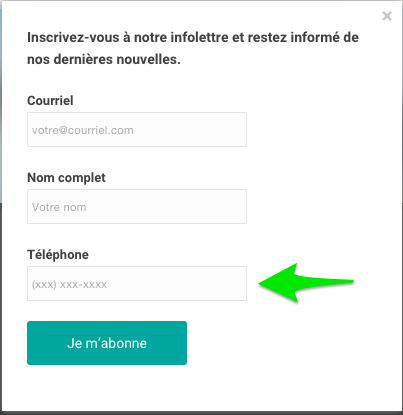 Inscrivez-vous à notre infolettre et restez informé de
nos dernières nouvelles.
Courriel
votre@courriel.com
Nom complet
Votre nom
Téléphone
(xxx) xxx-xxxx
Je m'abonne